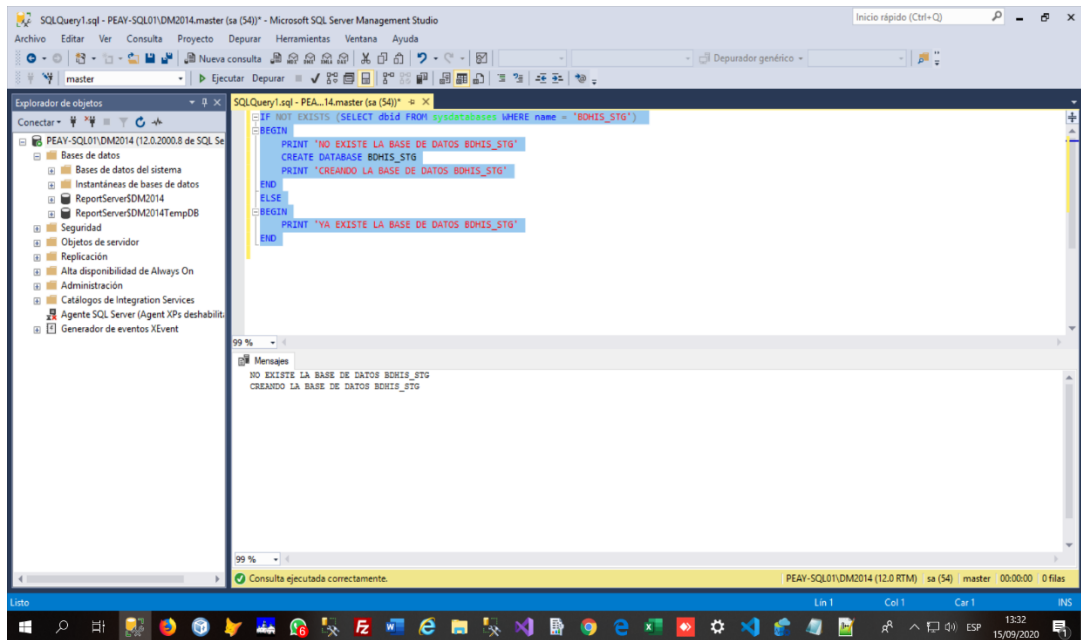 SQLQuery1.sql - PEAY-SQL01\DM2014.master (sa (54))* - Microsoft SQL Server Management Studio
Inicio rápido (Ctrl+Q)
Archivo Editar Ver Consulta Proyecto Depurar Herramientas Ventana Ayuda
Nueva consulta
Depurador genérico
master
Ejecutar Depurar
Explorador de objetos
Conectar
PEAY-SQL01\DM2014 (12.0.2000.8 de SQL Se
Bases de datos
Bases de datos del sistema
Instantáneas de bases de datos
ReportServer$DM2014
ReportServer$DM2014TempDB
Seguridad
Objetos de servidor
Replicación
Alta disponibilidad de Always On
Administración
Catálogos de Integration Services
Agente SQL Server (Agent XPs deshabilit
Generador de eventos XEvent
SQLQuery1.sql - PEA...14.master (sa (54))*
IF NOT EXISTS (SELECT dbid FROM sysdatabases WHERE name = 'BDHIS_STG')
BEGIN
PRINT 'NO EXISTE LA BASE DE DATOS BDHIS_STG'
CREATE DATABASE BDHIS_STG
PRINT 'CREANDO LA BASE DE DATOS BDHIS_STG'
END
ELSE
BEGIN
PRINT 'YA EXISTE LA BASE DE DATOS BDHIS_STG'
END
99 %
Mensajes
NO EXISTE LA BASE DE DATOS BDHIS_STG
CREANDO LA BASE DE DATOS BDHIS_STG
99 %
Consulta ejecutada correctamente.
PEAY-SQL01\DM2014 (12.0 RTM) sa (54) master 00:00:00 0 filas
Listo
Lín 1 Col 1 Car 1 INS
ESP
13:32
15/09/2020